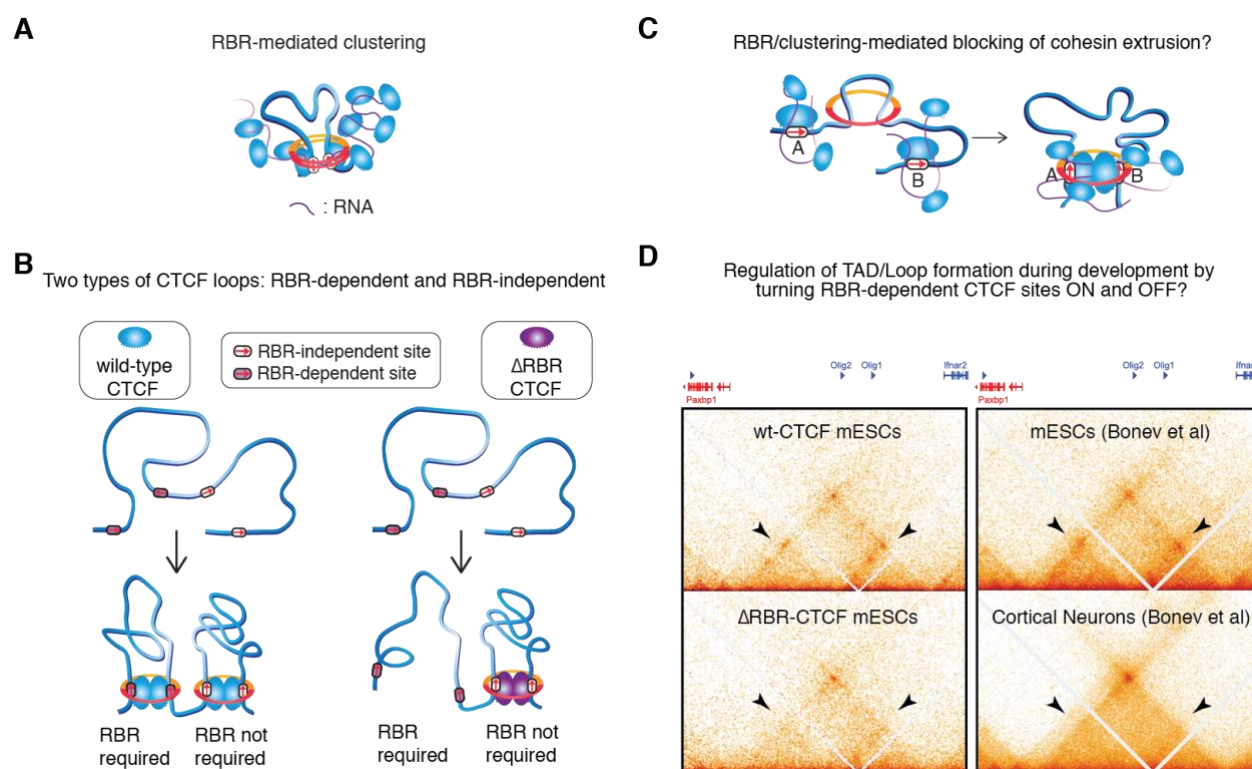 A
RBR-mediated clustering
: RNA
B
Two types of CTCF loops: RBR-dependent and RBR-independent
wild-type
CTCF
RBR-independent site
RBR-dependent site
ΔRBR
CTCF
RBR
required
RBR not
required
RBR
required
RBR not
required
C
RBR/clustering-mediated blocking of cohesin extrusion?
A
B
A
B
D
Regulation of TAD/Loop formation during development by
turning RBR-dependent CTCF sites ON and OFF?
Olig2
Olig1
Ifnar2
Paxbp1
Olig2
Olig1
Ifnar
Paxbp1
wt-CTCF mESCs
mESCs (Bonev et al)
ΔRBR-CTCF mESCs
Cortical Neurons (Bonev et al)